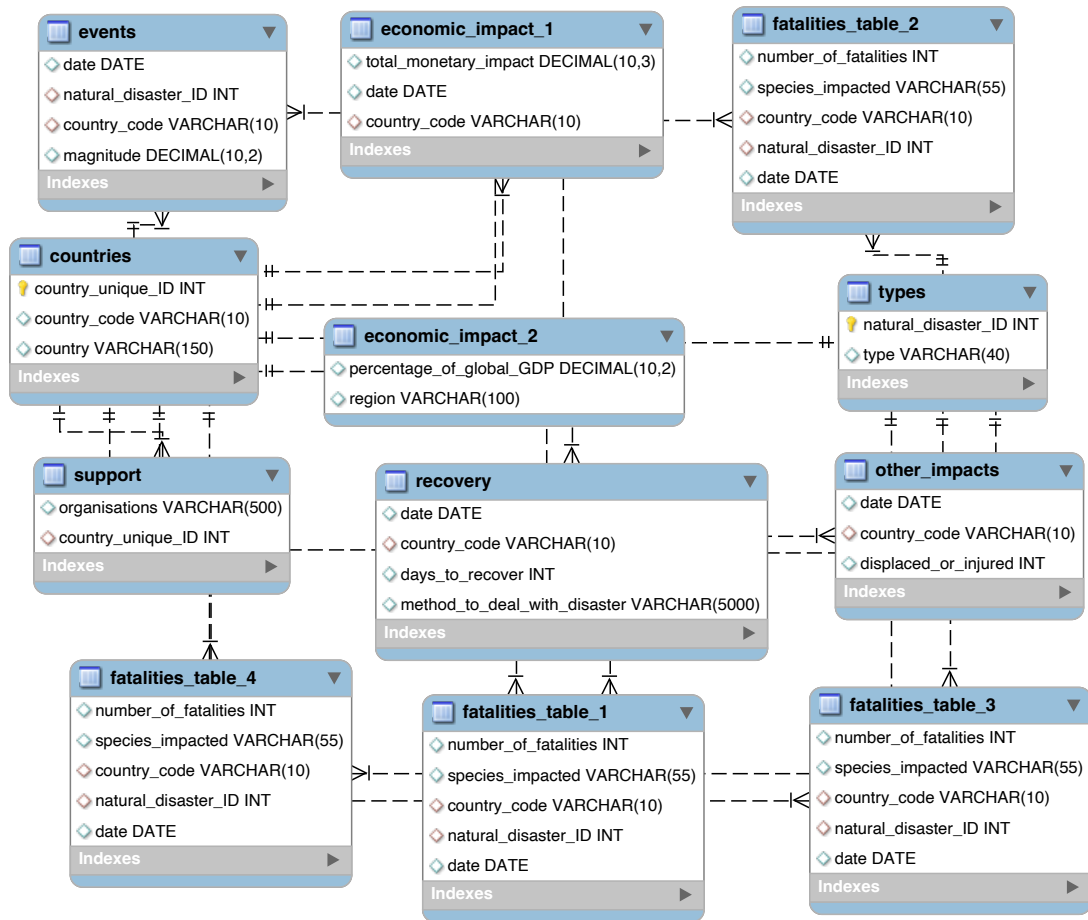 events
date DATE
natural_disaster_ID INT
country_code VARCHAR(10)
magnitude DECIMAL(10,2)
Indexes
economic_impact_1
total_monetary_impact DECIMAL(10,3)
date DATE
country_code VARCHAR(10)
Indexes
fatalities_table_2
number_of_fatalities INT
species_impacted VARCHAR(55)
country_code VARCHAR(10)
natural_disaster_ID INT
date DATE
Indexes
countries
country_unique_ID INT
country_code VARCHAR(10)
country VARCHAR(150)
Indexes
economic_impact_2
percentage_of_global_GDP DECIMAL(10,2)
region VARCHAR(100)
types
natural_disaster_ID INT
type VARCHAR(40)
Indexes
support
organisations VARCHAR(500)
country_unique_ID INT
Indexes
recovery
date DATE
country_code VARCHAR(10)
days_to_recover INT
method_to_deal_with_disaster VARCHAR(5000)
Indexes
other_impacts
date DATE
country_code VARCHAR(10)
displaced_or_injured INT
Indexes
fatalities_table_4
number_of_fatalities INT
species_impacted VARCHAR(55)
country_code VARCHAR(10)
natural_disaster_ID INT
date DATE
Indexes
fatalities_table_1
number_of_fatalities INT
species_impacted VARCHAR(55)
country_code VARCHAR(10)
natural_disaster_ID INT
date DATE
Indexes
fatalities_table_3
number_of_fatalities INT
species_impacted VARCHAR(55)
country_code VARCHAR(10)
natural_disaster_ID INT
date DATE
Indexes